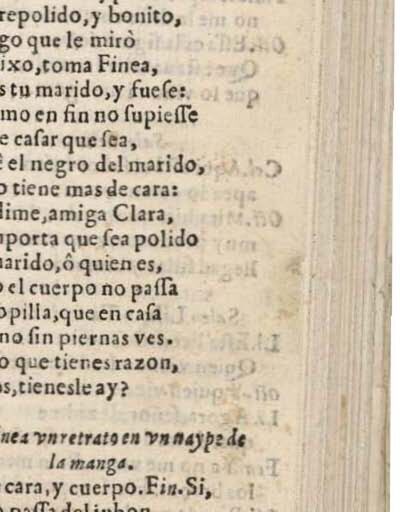 repolido, y bonito,
go que le mirò
ixo, toma Finea,
s tu marido, y fuese:
mo en fin no supiesse
e casar que sea,
el negro del marido,
o tiene mas de cara:
dime, amiga Clara,
mporta que sea polido
marido, ô quien es,
el cuerpo no passa
opilla, que en casa
no sin piernas ves.
o que tienes razon,
os, tienesle ay?
nea vn retrato en vn naype de
la manga.
cara, y cuerpo. Fin. Si,